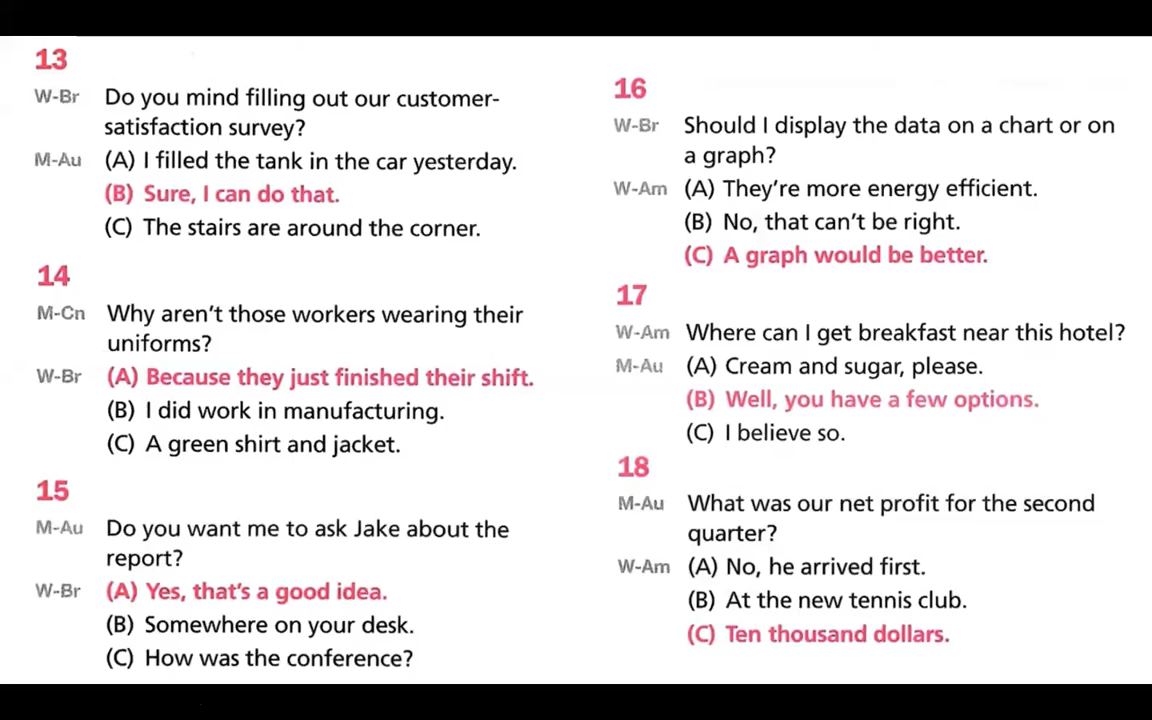 13
W-Br Do you mind filling out our customer-
satisfaction survey?
M-Au (A) I filled the tank in the car yesterday.
(B) Sure, I can do that.
(C) The stairs are around the corner.
14
M-Cn Why aren't those workers wearing their
uniforms?
W-Br (A) Because they just finished their shift.
(B) I did work in manufacturing.
(C) A green shirt and jacket.
15
M-Au Do you want me to ask Jake about the
report?
W-Br (A) Yes, that's a good idea.
(B) Somewhere on your desk.
(C) How was the conference?
16
W-Br Should I display the data on a chart or on
a graph?
W-Am (A) They're more energy efficient.
(B) No, that can't be right.
(C) A graph would be better.
17
W-Am Where can I get breakfast near this hotel?
M-Au (A) Cream and sugar, please.
(B) Well, you have a few options.
(C) I believe so.
18
M-Au What was our net profit for the second
quarter?
W-Am (A) No, he arrived first.
(B) At the new tennis club.
(C) Ten thousand dollars.